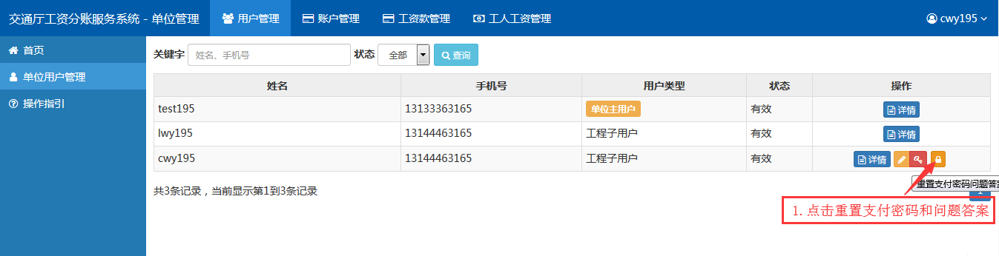 交通厅工资分账服务系统 - 单位管理 用户管理 账户管理 工资款管理 工人工资管理 cwy195
首页
单位用户管理
操作指引
关键字 姓名、手机号 状态 全部 查询
姓名 手机号 用户类型 状态 操作
test195 13133363165 单位主用户 有效 详情
lwy195 13144463165 工程子用户 有效 详情
cwy195 13144463165 工程子用户 有效 详情
重置支付密码问题答案
共3条记录，当前显示第1到3条记录 1
1. 点击重置支付密码和问题答案